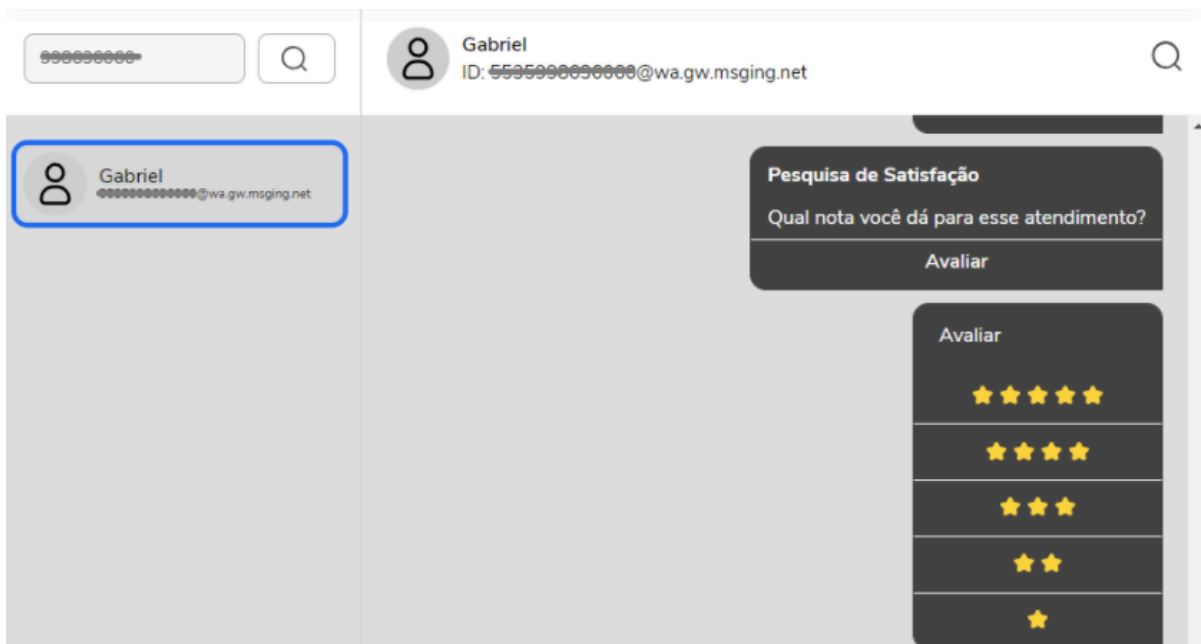 Gabriel
ID: @wa.gw.msging.net
Gabriel
@wa.gw.msging.net
Pesquisa de Satisfação
Qual nota você dá para esse atendimento?
Avaliar
Avaliar